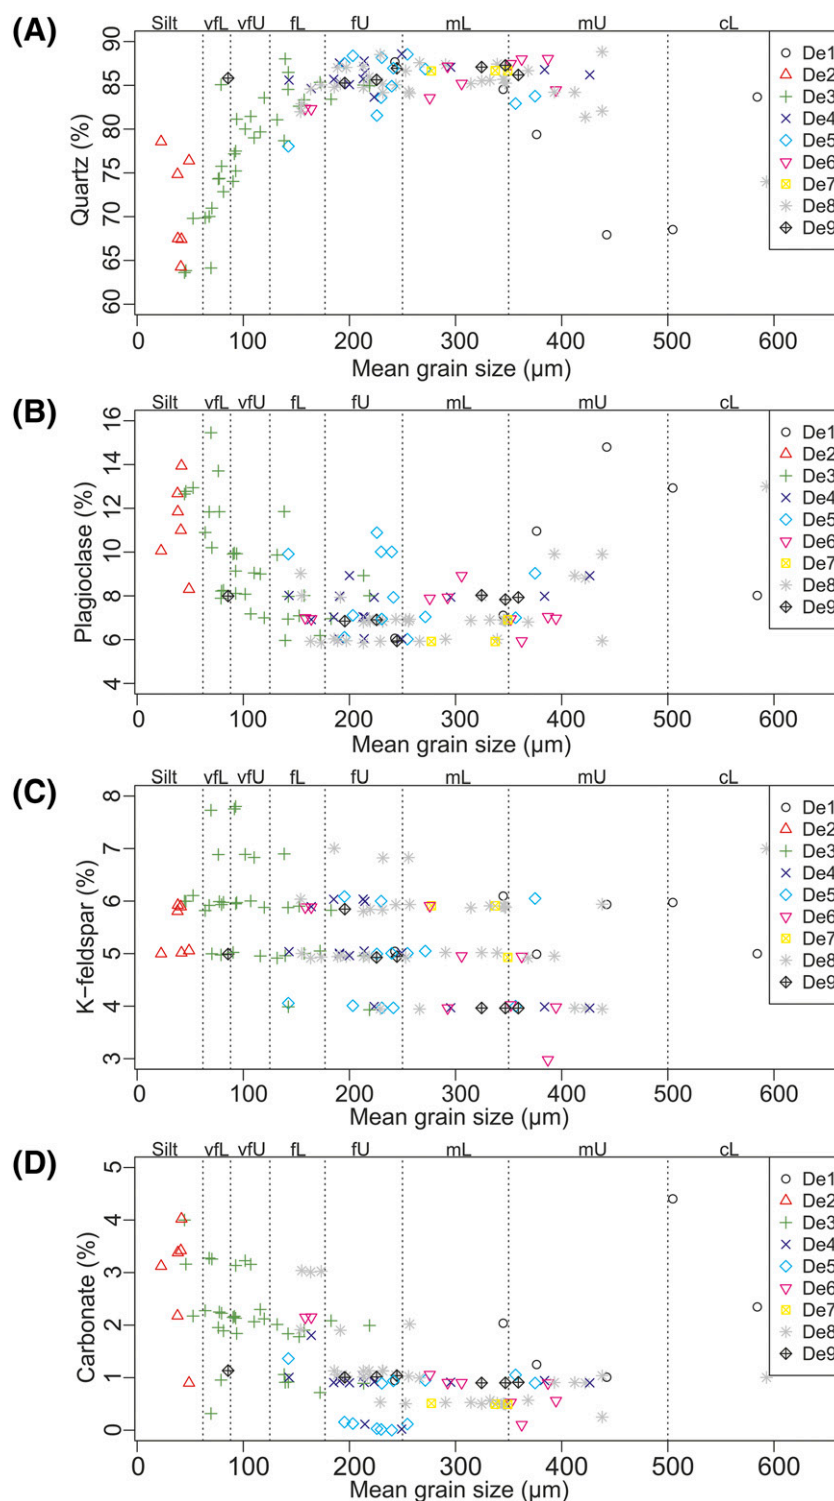 (A)
Silt vfL vfU fL fU mL mU cL
Quartz (%)
90
85
80
75
70
65
60
De1
De2
De3
De4
De5
De6
De7
De8
De9
0 100 200 300 400 500 600
Mean grain size (μm)
(B)
Silt vfL vfU fL fU mL mU cL
Plagioclase (%)
16
14
12
10
8
6
4
De1
De2
De3
De4
De5
De6
De7
De8
De9
0 100 200 300 400 500 600
Mean grain size (μm)
(C)
Silt vfL vfU fL fU mL mU cL
K−feldspar (%)
8
7
6
5
4
3
De1
De2
De3
De4
De5
De6
De7
De8
De9
0 100 200 300 400 500 600
Mean grain size (μm)
(D)
Silt vfL vfU fL fU mL mU cL
Carbonate (%)
5
4
3
2
1
0
De1
De2
De3
De4
De5
De6
De7
De8
De9
0 100 200 300 400 500 600
Mean grain size (μm)